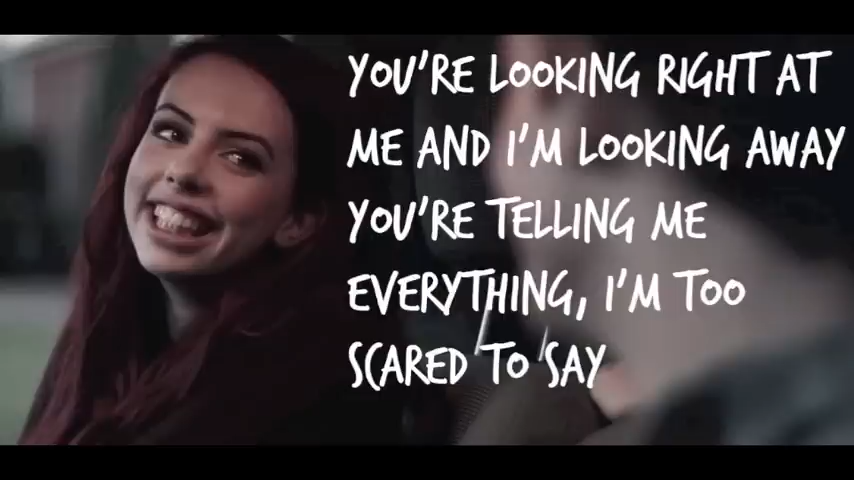 YOU'RE LOOKING RIGHT AT
ME AND I'M LOOKING AWAY
YOU'RE TELLING ME
EVERYTHING, I'M TOO
SCARED TO SAY